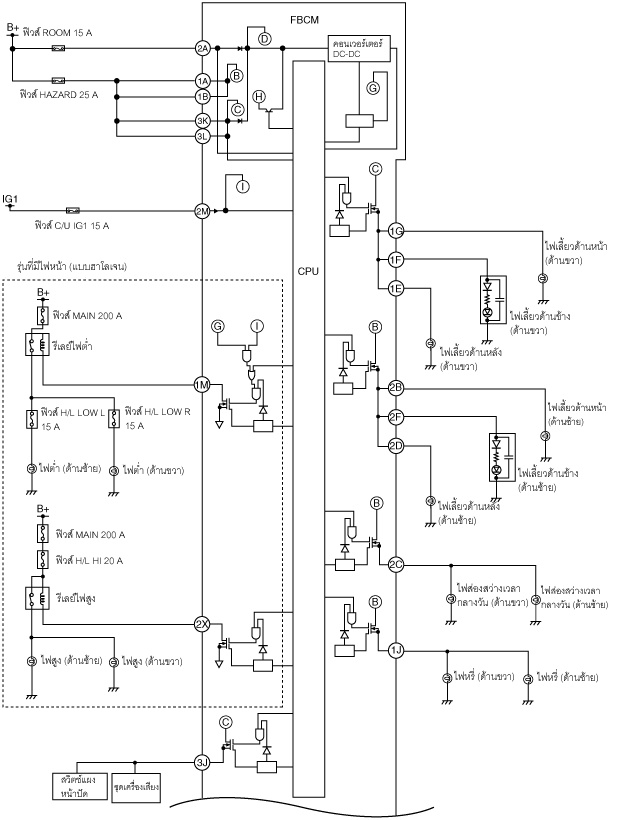 FBCM
B+
ฟิวส์ ROOM 15 A
2A
D
คอนเวอร์เตอร์
DC-DC
1A
B
G
ฟิวส์ HAZARD 25 A
1B
H
C
3K
3L
C
I
IG1
2M
ฟิวส์ C/U IG1 15 A
1G
ไฟเลี้ยวด้านหน้า
(ด้านขวา)
1F
CPU
รุ่นที่มีไฟหน้า (แบบฮาโลเจน)
1E
ไฟเลี้ยวด้านข้าง
(ด้านขวา)
B+
ฟิวส์ MAIN 200 A
G
I
B
รีเลย์ไฟต่ำ
ไฟเลี้ยวด้านหลัง
(ด้านขวา)
1M
2B
ไฟเลี้ยวด้านหน้า
(ด้านซ้าย)
ฟิวส์ H/L LOW L
15 A
ฟิวส์ H/L LOW R
15 A
2F
2D
ไฟต่ำ (ด้านซ้าย)
ไฟต่ำ (ด้านขวา)
ไฟเลี้ยวด้านข้าง
(ด้านซ้าย)
B+
B
ไฟเลี้ยวด้านหลัง
(ด้านซ้าย)
ฟิวส์ MAIN 200 A
ฟิวส์ H/L HI 20 A
2C
รีเลย์ไฟสูง
B
ไฟส่องสว่างเวลา
กลางวัน (ด้านขวา)
ไฟส่องสว่างเวลา
กลางวัน (ด้านซ้าย)
2X
1J
ไฟสูง (ด้านซ้าย)
ไฟสูง (ด้านขวา)
ไฟหรี่ (ด้านขวา)
ไฟหรี่ (ด้านซ้าย)
C
3J
สวิตช์แผง
หน้าปัด
ชุดเครื่องเสียง